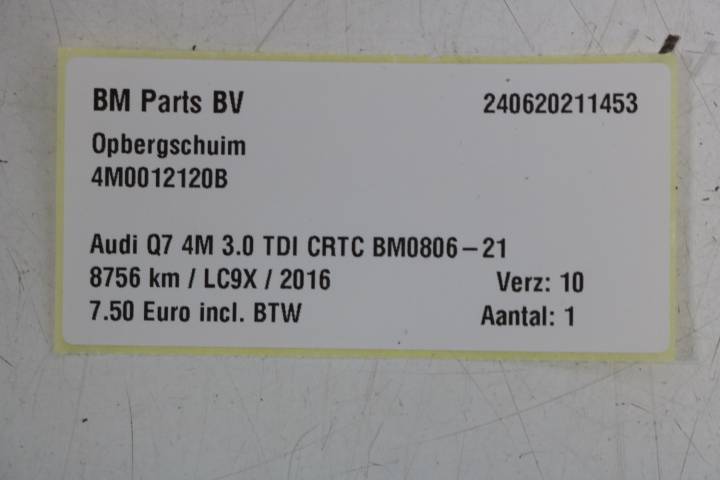 BM Parts BV 240620211453
Opbergschuim
4M0012120B
Audi Q7 4M 3.0 TDI CRTC BM0806-21
8756 km / LC9X / 2016 Verz: 10
7.50 Euro incl. BTW Aantal: 1